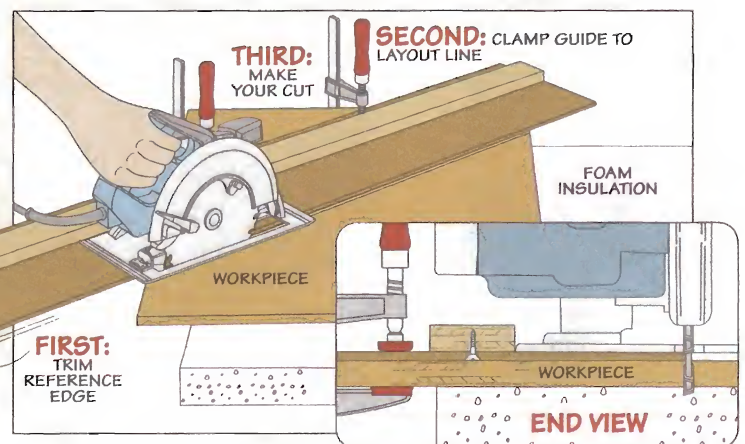 FIRST:
TRIM
REFERENCE
EDGE
SECOND: CLAMP GUIDE TO
LAYOUT LINE
THIRD:
MAKE
YOUR CUT
FOAM
INSULATION
WORKPIECE
WORKPIECE
END VIEW